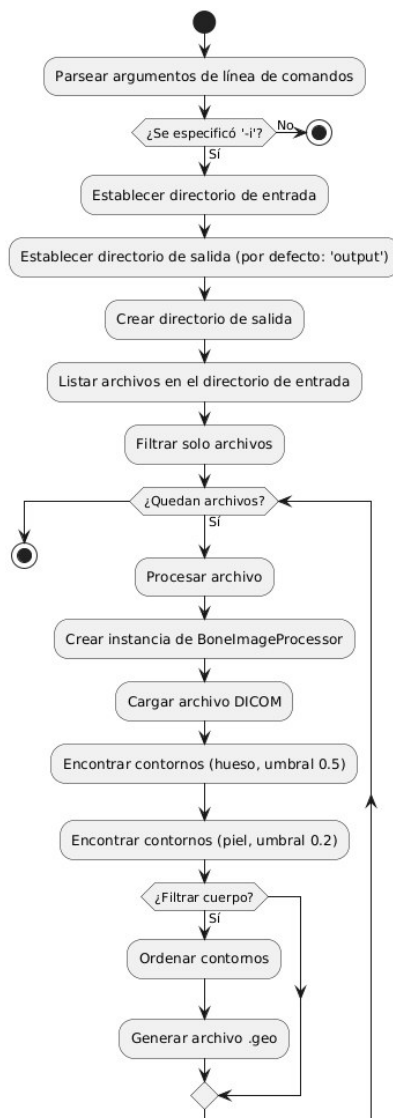 Parsear argumentos de línea de comandos
¿Se especificó '-i'?
No
Sí
Establecer directorio de entrada
Establecer directorio de salida (por defecto: 'output')
Crear directorio de salida
Listar archivos en el directorio de entrada
Filtrar solo archivos
¿Quedan archivos?
Sí
Procesar archivo
Crear instancia de BoneImageProcessor
Cargar archivo DICOM
Encontrar contornos (hueso, umbral 0.5)
Encontrar contornos (piel, umbral 0.2)
¿Filtrar cuerpo?
Sí
Ordenar contornos
Generar archivo .geo